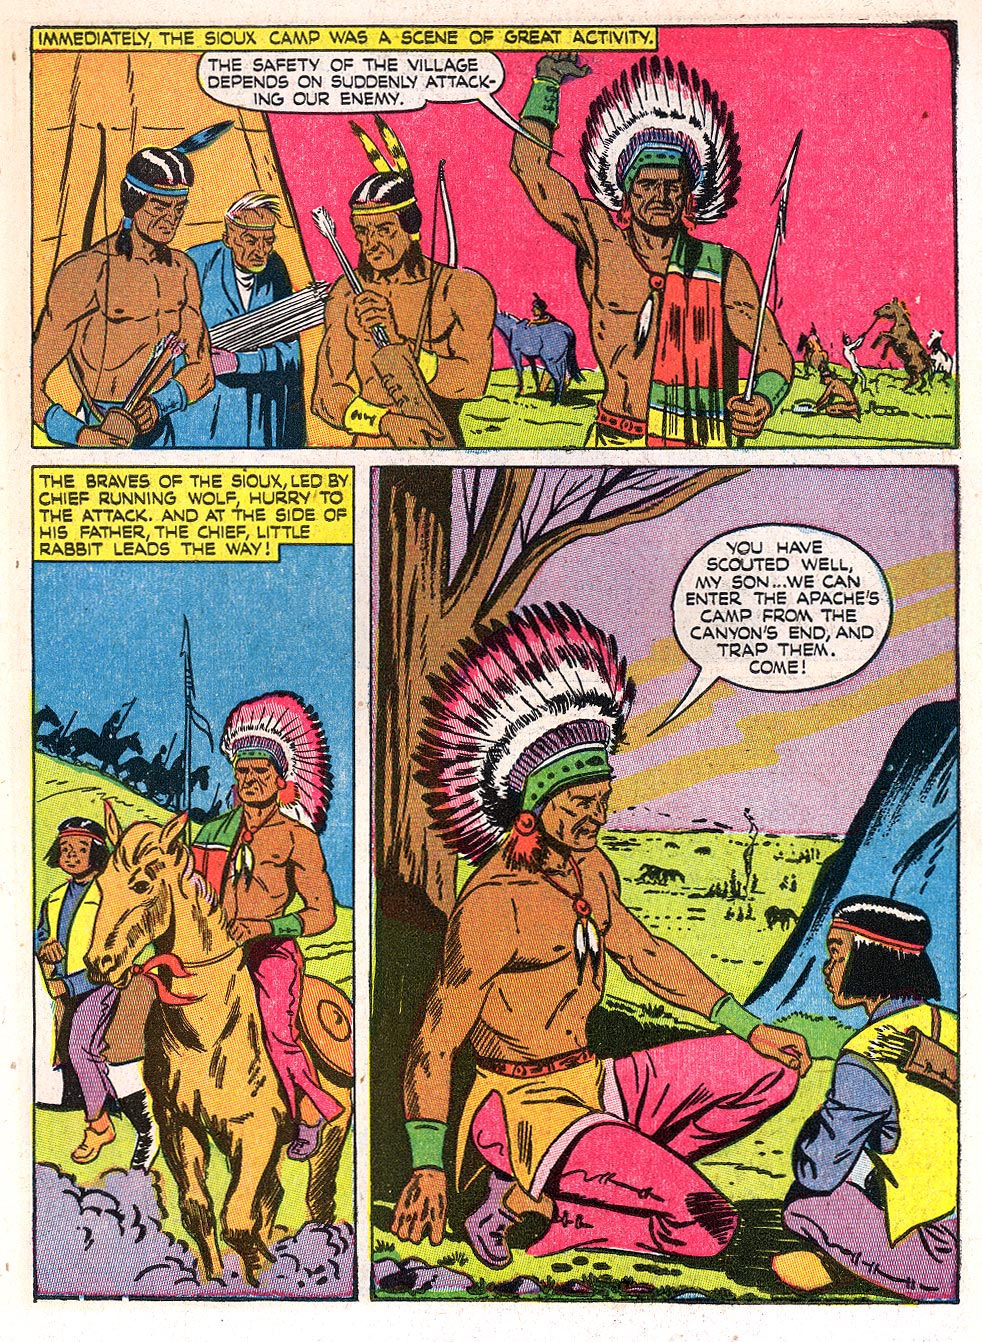 IMMEDIATELY, THE SIOUX CAMP WAS A SCENE OF GREAT ACTIVITY.
THE SAFETY OF THE VILLAGE
DEPENDS ON SUDDENLY ATTACK-
ING OUR ENEMY.
THE BRAVES OF THE SIOUX, LED BY
CHIEF RUNNING WOLF, HURRY TO
THE ATTACK. AND AT THE SIDE OF
HIS FATHER, THE CHIEF, LITTLE
RABBIT LEADS THE WAY!
YOU HAVE
SCOUTED WELL,
MY SON...WE CAN
ENTER THE APACHE'S
CAMP FROM THE
CANYON'S END, AND
TRAP THEM.
COME!